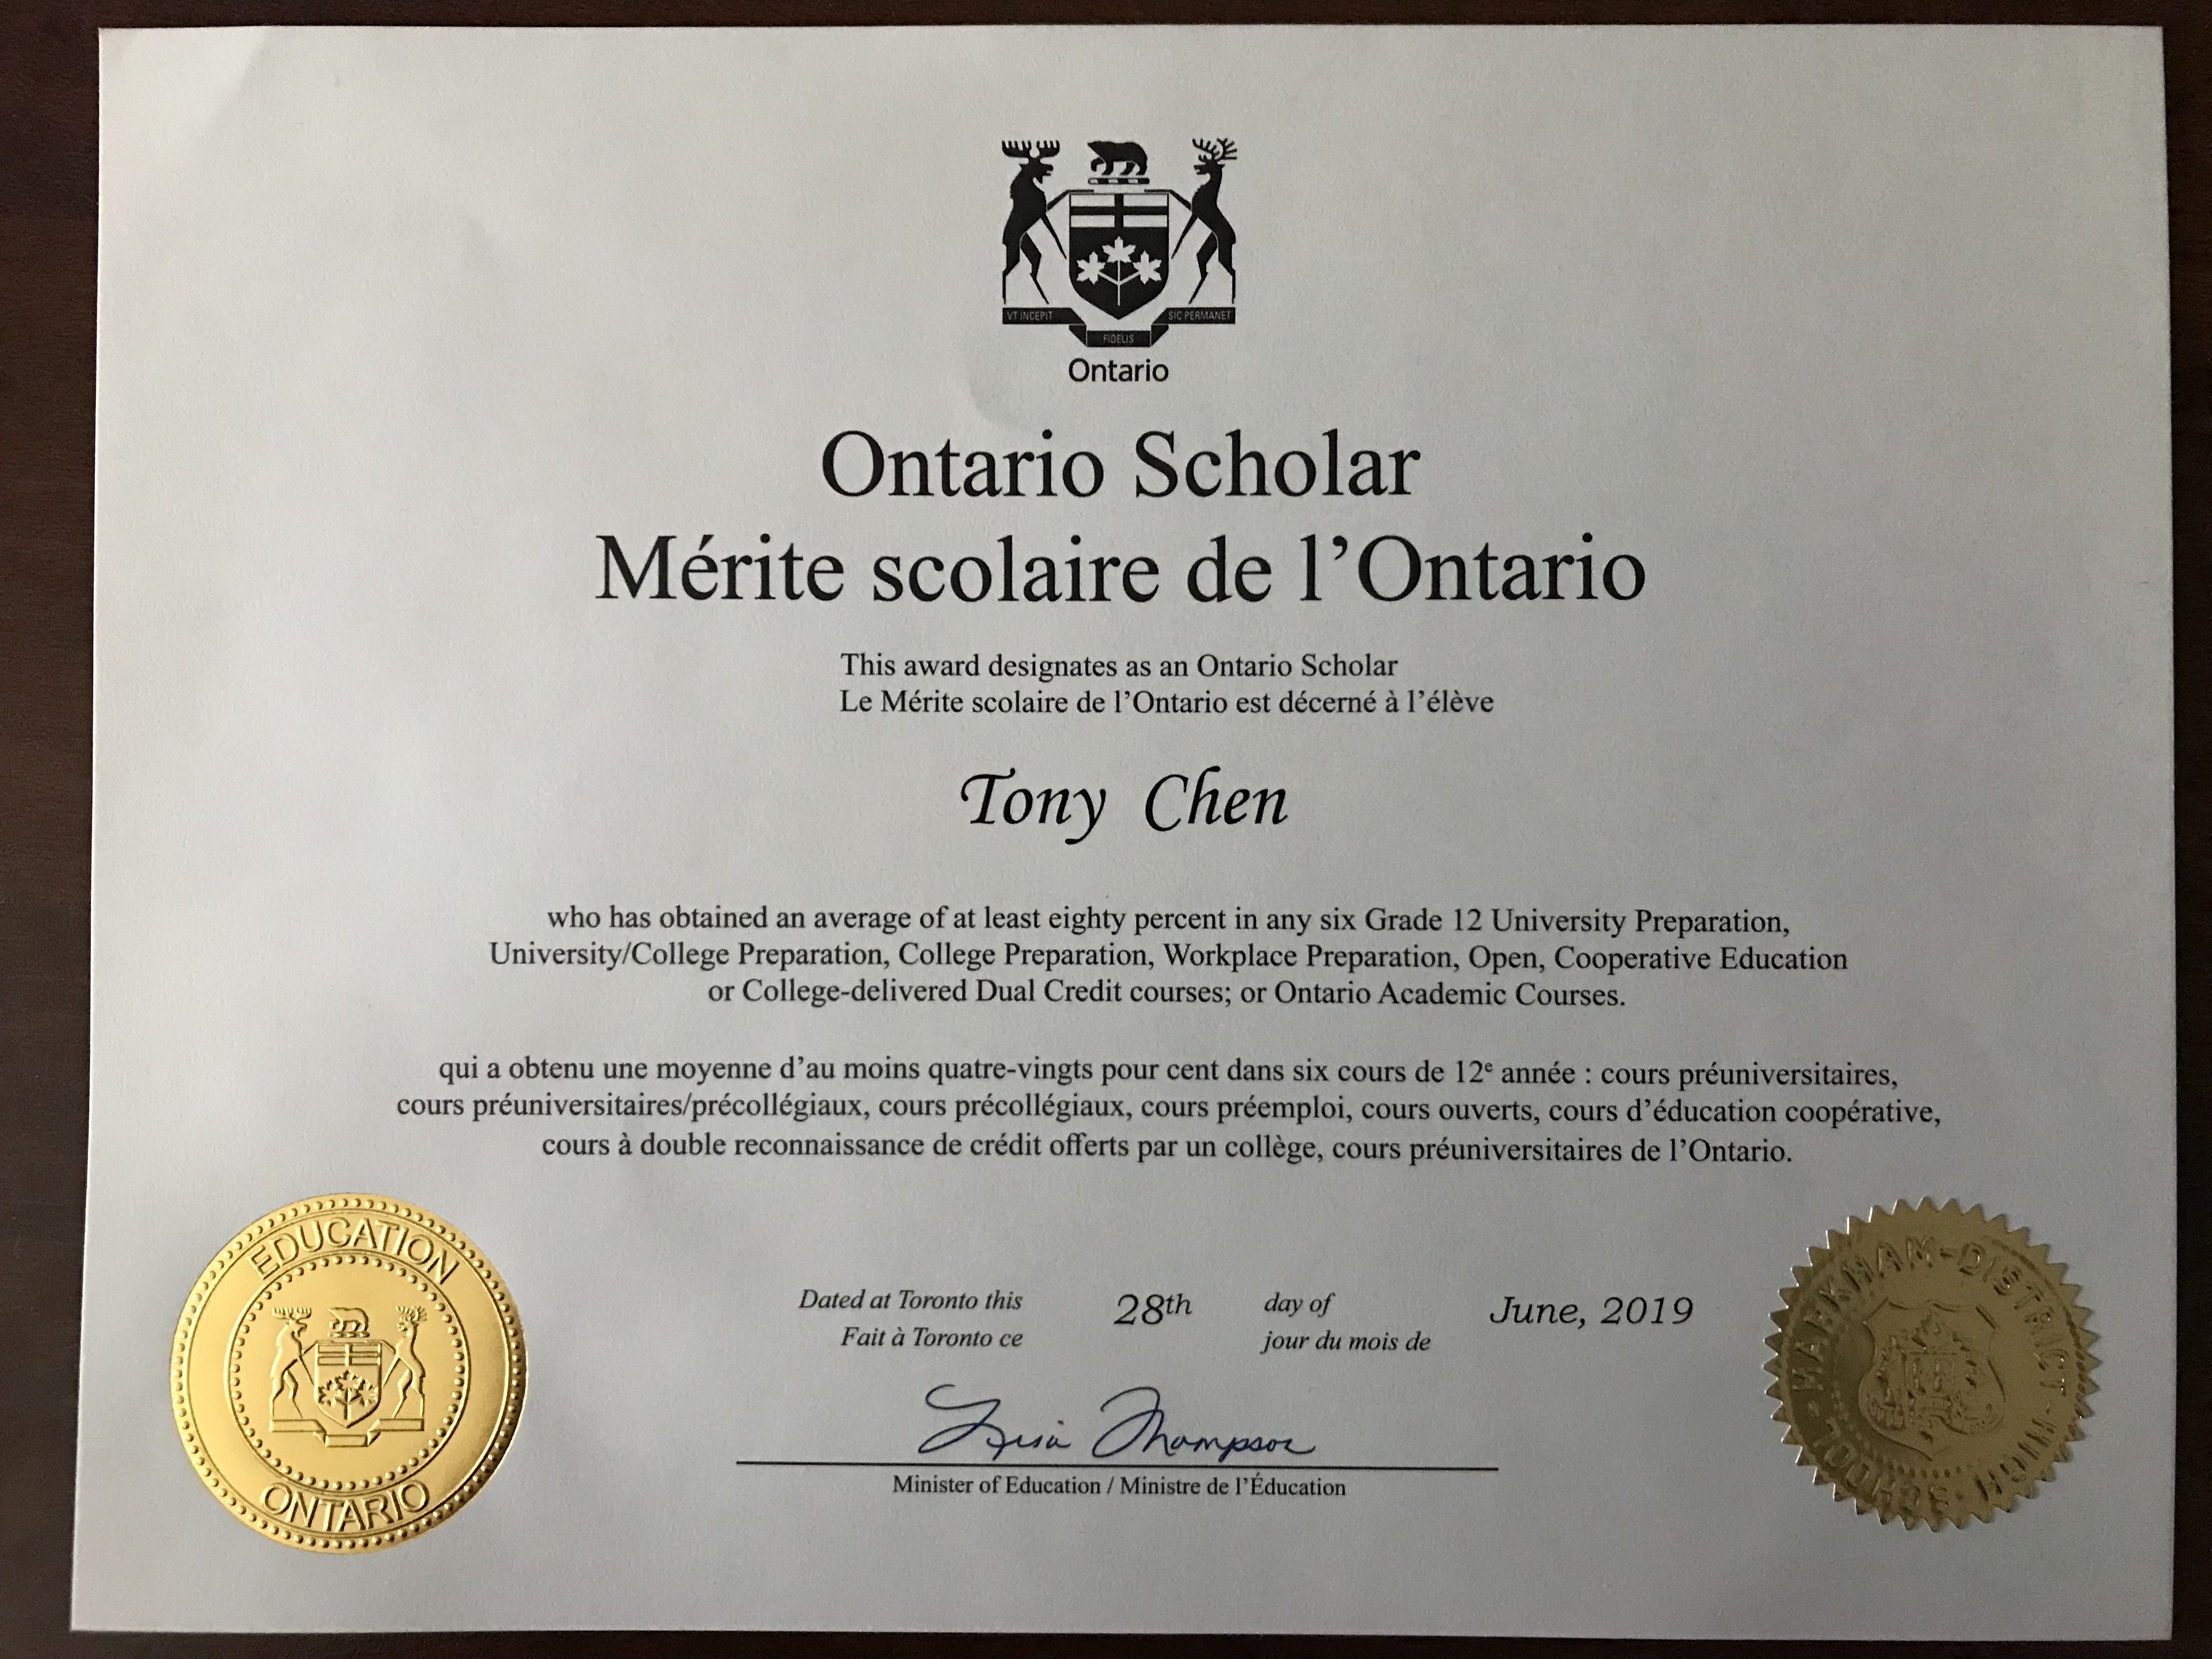 VT INCEPIT
SIC PERMANET
FIDELIS
Ontario
Ontario Scholar
Mérite scolaire de l’Ontario
This award designates as an Ontario Scholar
Le Mérite scolaire de l’Ontario est décerné à l’élève
Tony Chen
who has obtained an average of at least eighty percent in any six Grade 12 University Preparation,
University/College Preparation, College Preparation, Workplace Preparation, Open, Cooperative Education
or College-delivered Dual Credit courses; or Ontario Academic Courses.
qui a obtenu une moyenne d’au moins quatre-vingts pour cent dans six cours de 12e année : cours préuniversitaires,
cours préuniversitaires/précollégiaux, cours précollégiaux, cours préemploi, cours ouverts, cours d’éducation coopérative,
cours à double reconnaissance de crédit offerts par un collège, cours préuniversitaires de l’Ontario.
EDUCATION
ONTARIO
Dated at Toronto this 28th day of June, 2019
Fait à Toronto ce jour du mois de
Lisa Thompson
Minister of Education / Ministre de l’Éducation
MARKHAM-DISTRICT-HIGH-SCHOOL-